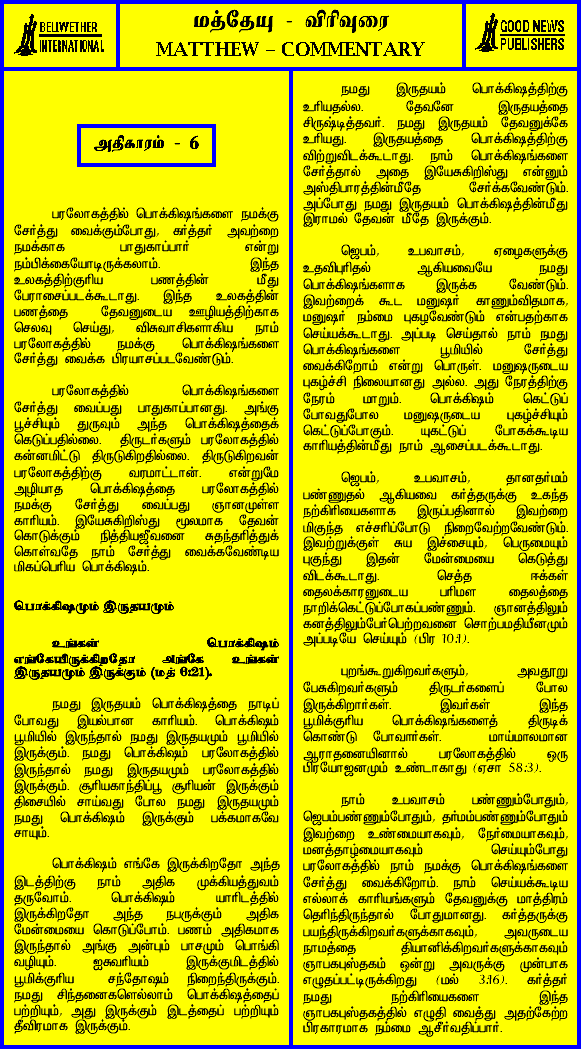 BELIWETHER
INTERNATIONAL
மத்தேயு - விரிவுரை
MATTHEW – COMMENTARY
GOOD NEWS
PUBLISHERS
அதிகாரம் - 6
பரலோகத்தில் பொக்கிஷங்களை நமக்கு
சேர்த்து வைக்கும்போது, கர்த்தர் அவற்றை
நமக்காக பாதுகாப்பார் என்று
நம்பிக்கையோடிருக்கலாம். இந்த
உலகத்திற்குரிய பணத்தின் மீது
பேராசைப்படக்கூடாது. இந்த உலகத்தின்
பணத்தை தேவனுடைய ஊழியத்திற்காக
செலவு செய்து, விசுவாசிகளாகிய நாம்
பரலோகத்தில் நமக்கு பொக்கிஷங்களை
சேர்த்து வைக்க பிரயாசப்படவேண்டும்.
பரலோகத்தில் பொக்கிஷங்களை
சேர்த்து வைப்பது பாதுகாப்பானது. அங்கு
பூச்சியும் துருவும் அந்த பொக்கிஷத்தைக்
கெடுப்பதில்லை. திருடர்களும் பரலோகத்தில்
கன்னமிட்டு திருடுகிறதில்லை. திருடுகிறவன்
பரலோகத்திற்கு வரமாட்டான். என்றுமே
அழியாத பொக்கிஷத்தை பரலோகத்தில்
நமக்கு சேர்த்து வைப்பது ஞானமுள்ள
காரியம். இயேசுகிறிஸ்து மூலமாக தேவன்
கொடுக்கும் நித்தியஜீவனை சுதந்தரித்துக்
கொள்வதே நாம் சேர்த்து வைக்கவேண்டிய
மிகப்பெரிய பொக்கிஷம்.
பொக்கிஷமும் இருதயமும்
உங்கள் பொக்கிஷம்
எங்கேயிருக்கிறதோ அங்கே உங்கள்
இருதயமும் இருக்கும் (மத் 6:21).
நமது இருதயம் பொக்கிஷத்தை நாடிப்
போவது இயல்பான காரியம். பொக்கிஷம்
பூமியில் இருந்தால் நமது இருதயமும் பூமியில்
இருக்கும். நமது பொக்கிஷம் பரலோகத்தில்
இருந்தால் நமது இருதயமும் பரலோகத்தில்
இருக்கும். சூரியகாந்திப்பூ சூரியன் இருக்கும்
திசையில் சாய்வது போல நமது இருதயமும்
நமது பொக்கிஷம் இருக்கும் பக்கமாகவே
சாயும்.
பொக்கிஷம் எங்கே இருக்கிறதோ அந்த
இடத்திற்கு நாம் அதிக முக்கியத்துவம்
தருவோம். பொக்கிஷம் யாரிடத்தில்
இருக்கிறதோ அந்த நபருக்கும் அதிக
மேன்மையை கொடுப்போம். பணம் அதிகமாக
இருந்தால் அங்கு அன்பும் பாசமும் பொங்கி
வழியும். ஐசுவரியம் இருக்குமிடத்தில்
பூமிக்குரிய சந்தோஷம் நிறைந்திருக்கும்.
நமது சிந்தனைகளெல்லாம் பொக்கிஷத்தைப்
பற்றியும், அது இருக்கும் இடத்தைப் பற்றியும்
தீவிரமாக இருக்கும்.
நமது இருதயம் பொக்கிஷத்திற்கு
உரியதல்ல. தேவனே இருதயத்தை
சிருஷ்டித்தவர். நமது இருதயம் தேவனுக்கே
உரியது. இருதயத்தை பொக்கிஷத்திற்கு
விற்றுவிடக்கூடாது. நாம் பொக்கிஷங்களை
சேர்த்தால் அதை இயேசுகிறிஸ்து என்னும்
அஸ்திபாரத்தின்மீதே சேர்க்கவேண்டும்.
அப்போது நமது இருதயம் பொக்கிஷத்தின்மீது
இராமல் தேவன் மீதே இருக்கும்.
ஜெபம், உபவாசம், ஏழைகளுக்கு
உதவிபுரிதல் ஆகியவையே நமது
பொக்கிஷங்களாக இருக்க வேண்டும்.
இவற்றைக் கூட மனுஷர் காணும்விதமாக,
மனுஷர் நம்மை புகழவேண்டும் என்பதற்காக
செய்யக்கூடாது. அப்படி செய்தால் நாம் நமது
பொக்கிஷங்களை பூமியில் சேர்த்து
வைக்கிறோம் என்று பொருள். மனுஷருடைய
புகழ்ச்சி நிலையானது அல்ல. அது நேரத்திற்கு
நேரம் மாறும். பொக்கிஷம் கெட்டுப்
போவதுபோல மனுஷருடைய புகழ்ச்சியும்
கெட்டுப்போகும். யுகட்டுப் போகக்கூடிய
காரியத்தின்மீது நாம் ஆசைப்படக்கூடாது.
ஜெபம், உபவாசம், தானதர்மம்
பண்ணுதல் ஆகியவை கர்த்தருக்கு உகந்த
நற்கிரியைகளாக இருப்பதினால் இவற்றை
மிகுந்த எச்சரிப்போடு நிறைவேற்றவேண்டும்.
இவற்றுக்குள் சுய இச்சையும், பெருமையும்
புகுந்து இதன் மேன்மையை கெடுத்து
விடக்கூடாது. செத்த ஈக்கள்
தைலக்காரனுடைய பரிமள தைலத்தை
நாறிக்கெட்டுப்போகப்பண்ணும். ஞானத்திலும்
கனத்திலும்பேர்பெற்றவனை சொற்பமதியீனமும்
அப்படியே செய்யும் (பிர 10:1).
புறங்கூறுகிறவர்களும், அவதூறு
பேசுகிறவர்களும் திருடர்களைப் போல
இருக்கிறார்கள். இவர்கள் இந்த
பூமிக்குரிய பொக்கிஷங்களைத் திருடிக்
கொண்டு போவார்கள். மாய்மாலமான
ஆராதனையினால் பரலோகத்தில் ஒரு
பிரயோஜனமும் உண்டாகாது (ஏசா 58:3).
நாம் உபவாசம் பண்ணும்போதும்,
ஜெபம்பண்ணும்போதும், தர்மம்பண்ணும்போதும்
இவற்றை உண்மையாகவும், நேர்மையாகவும்,
மனத்தாழ்மையாகவும் செய்யும்போது
பரலோகத்தில் நாம் நமக்கு பொக்கிஷங்களை
சேர்த்து வைக்கிறோம். நாம் செய்யக்கூடிய
எல்லாக் காரியங்களும் தேவனுக்கு மாத்திரம்
தெரிந்திருந்தால் போதுமானது. கர்த்தருக்கு
பயந்திருக்கிறவர்களுக்காகவும், அவருடைய
நாமத்தை தியானிக்கிறவர்களுக்காகவும்
ஞாபகபுஸ்தகம் ஒன்று அவருக்கு முன்பாக
எழுதப்பட்டிருக்கிறது (மல் 3:16). கர்த்தர்
நமது நற்கிரியைகளை இந்த
ஞாபகபுஸ்தகத்தில் எழுதி வைத்து அதற்கேற்ற
பிரகாரமாக நம்மை ஆசீர்வதிப்பார்.